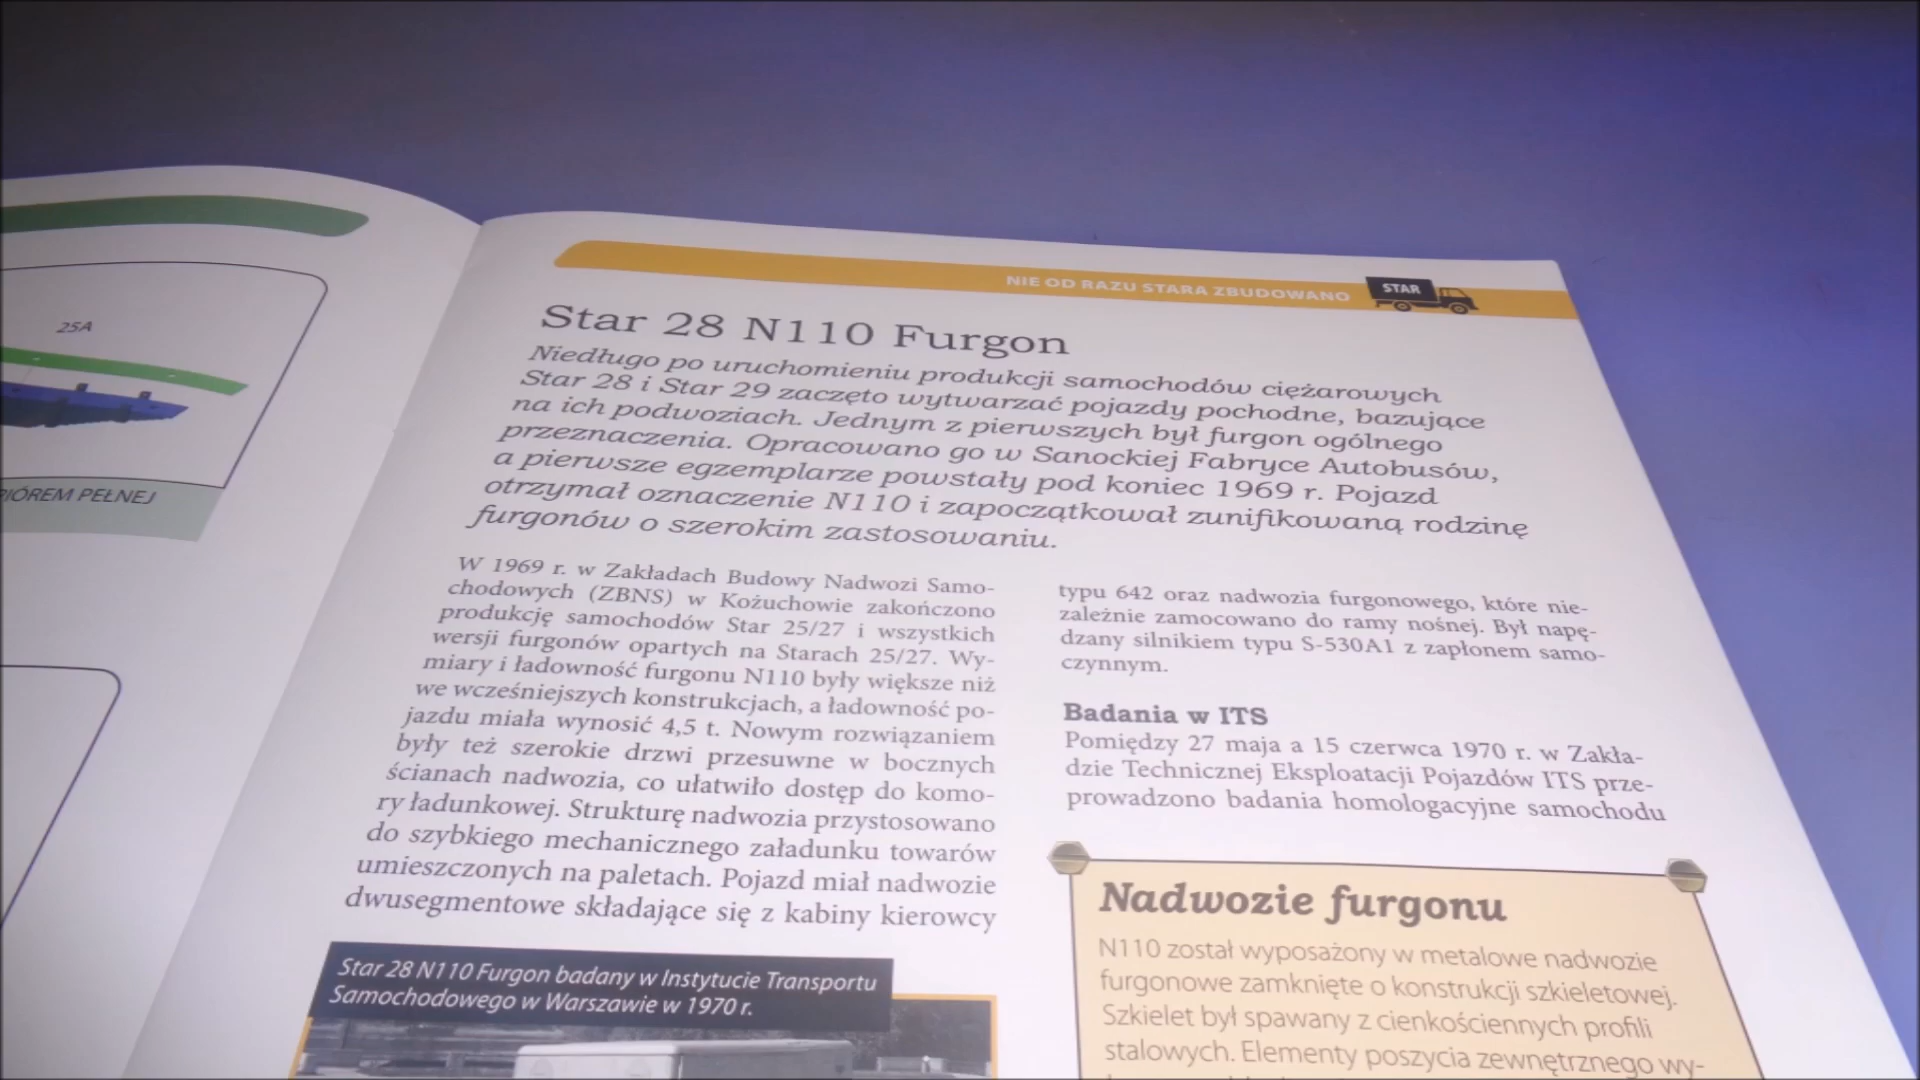 25A
IÓREM PEŁNEJ
NIE OD RAZU STARA ZBUDOWANO
STAR
Star 28 N110 Furgon
Niedługo po uruchomieniu produkcji samochodów ciężarowych
Star 28 i Star 29 zaczęto wytwarzać pojazdy pochodne, bazujące
na ich podwoziach. Jednym z pierwszych był furgon ogólnego
przeznaczenia. Opracowano go w Sanockiej Fabryce Autobusów,
a pierwsze egzemplarze powstały pod koniec 1969 r. Pojazd
otrzymał oznaczenie N110 i zapoczątkował zunifikowaną rodzinę
furgonów o szerokim zastosowaniu.
W 1969 r. w Zakładach Budowy Nadwozi Samo-
chodowych (ZBNS) w Kożuchowie zakończono
produkcję samochodów Star 25/27 i wszystkich
wersji furgonów opartych na Starach 25/27. Wy-
miary i ładowność furgonu N110 były większe niż
we wcześniejszych konstrukcjach, a ładowność po-
jazdu miała wynosić 4,5 t. Nowym rozwiązaniem
były też szerokie drzwi przesuwne w bocznych
ścianach nadwozia, co ułatwiło dostęp do komo-
ry ładunkowej. Strukturę nadwozia przystosowano
do szybkiego mechanicznego załadunku towarów
umieszczonych na paletach. Pojazd miał nadwozie
dwusegmentowe składające się z kabiny kierowcy
Star 28 N110 Furgon badany w Instytucie Transportu
Samochodowego w Warszawie w 1970 r.
typu 642 oraz nadwozia furgonowego, które nie-
zależnie zamocowano do ramy nośnej. Był napę-
dzany silnikiem typu S-530A1 z zapłonem samo-
czynnym.
Badania w ITS
Pomiędzy 27 maja a 15 czerwca 1970 r. w Zakła-
dzie Technicznej Eksploatacji Pojazdów ITS prze-
prowadzono badania homologacyjne samochodu
Nadwozie furgonu
N110 został wyposażony w metalowe nadwozie
furgonowe zamknięte o konstrukcji szkieletowej.
Szkielet był spawany z cienkościennych profili
stalowych. Elementy poszycia zewnętrznego wy-